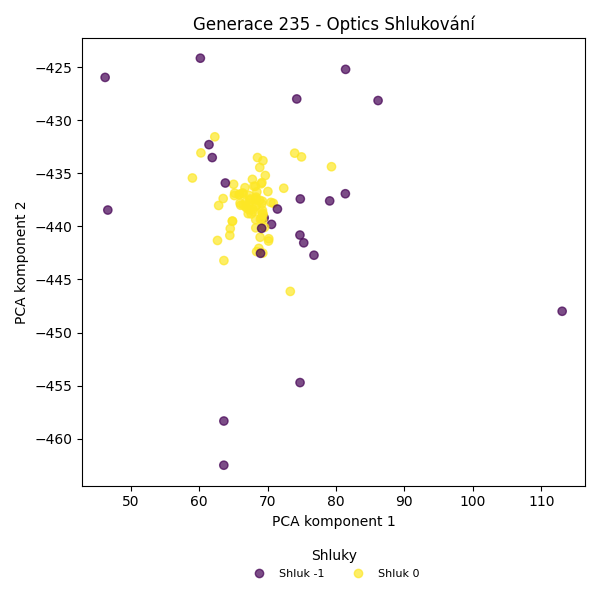 Generace 235 - Optics Shlukování
−425
−430
−435
−440
−445
−450
−455
−460
PCA komponent 2
50 60 70 80 90 100 110
PCA komponent 1
Shluky
Shluk -1 Shluk 0